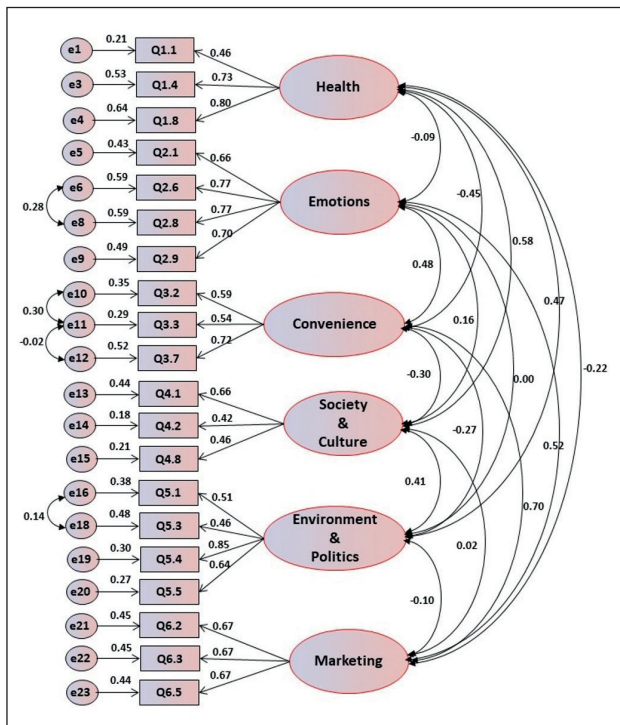 e1 0.21 Q1.1 0.46
e3 0.53 Q1.4 0.73 Health
e4 0.64 Q1.8 0.80
e5 0.43 Q2.1 0.66 -0.09
e6 0.59 Q2.6 0.77 -0.45
0.28 Emotions
e8 0.59 Q2.8 0.77
e9 0.49 Q2.9 0.70 0.58
e10 0.35 Q3.2 0.59 0.48
0.30 0.47
e11 0.29 Q3.3 0.54 Convenience 0.16
-0.02
e12 0.52 Q3.7 0.72 -0.22
e13 0.44 Q4.1 0.66 -0.30 0.00
Society
e14 0.18 Q4.2 0.42 &
Culture -0.27
e15 0.21 Q4.8 0.46 0.52
e16 0.38 Q5.1 0.51 0.41
0.14 0.70
e18 0.48 Q5.3 0.46 Environment
&
e19 0.30 Q5.4 0.85 Politics 0.02
e20 0.27 Q5.5 0.64
-0.10
e21 0.45 Q6.2 0.67
e22 0.45 Q6.3 0.67 Marketing
e23 0.44 Q6.5 0.67